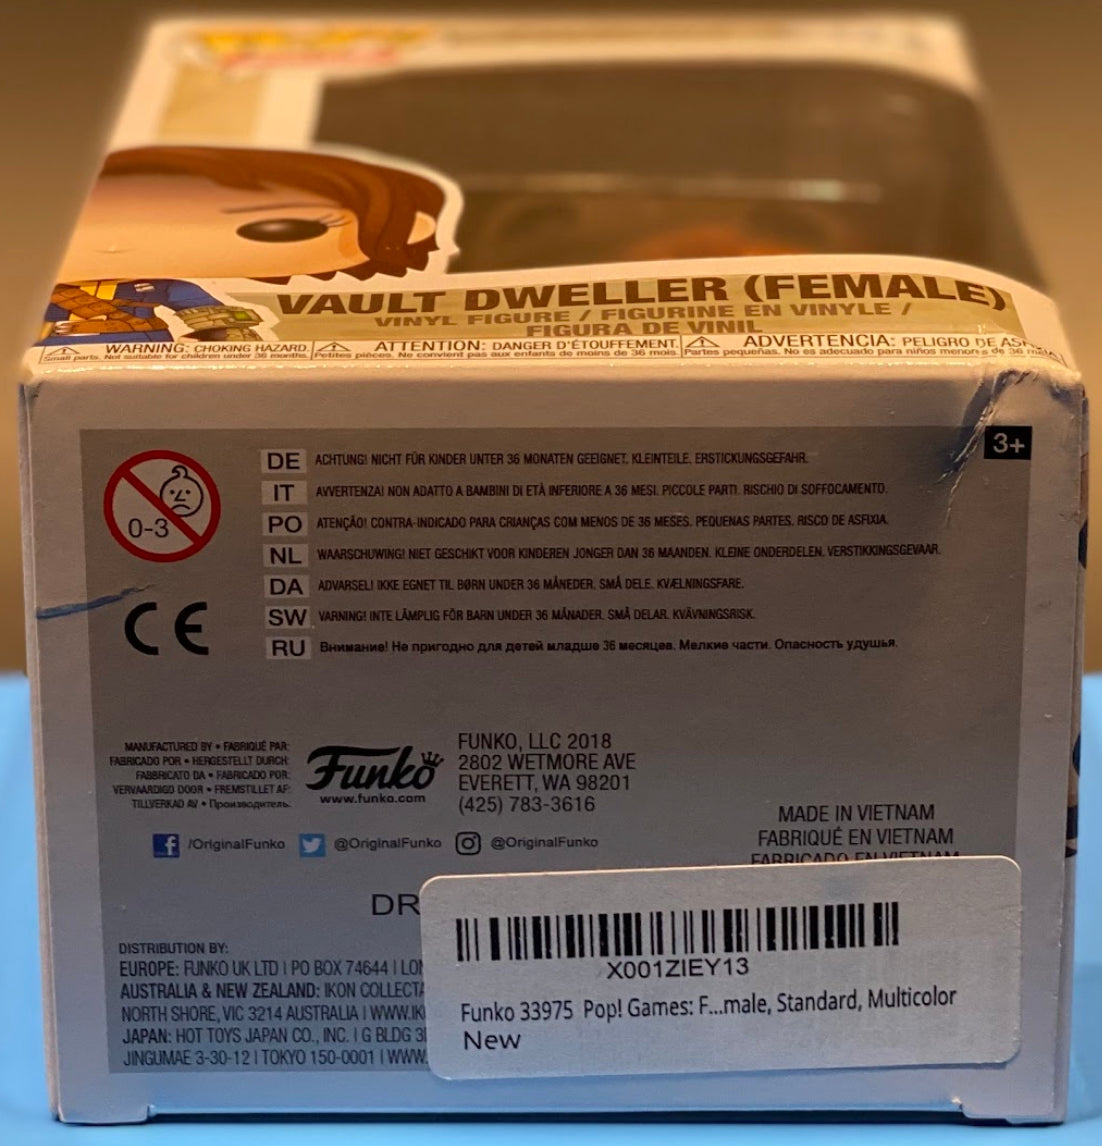 VAULT DWELLER (FEMALE)
VINYL FIGURE / FIGURINE EN VINYLE /
FIGURA DE VINIL
WARNING: CHOKING HAZARD.
Small parts. Not suitable for children under 36 months.
ATTENTION: DANGER D'ÉTOUFFEMENT.
Petites pièces. Ne convient pas aux enfants de moins de 36 mois.
ADVERTENCIA: PELIGRO DE
Partes pequeñas. No es adecuado para niños menores de 36
3+
0-3
CE
DE ACHTUNG! NICHT FÜR KINDER UNTER 36 MONATEN GEEIGNET. KLEINTEILE. ERSTICKUNGSGEFAHR.
IT AVVERTENZA! NON ADATTO A BAMBINI DI ETÀ INFERIORE A 36 MESI. PICCOLE PARTI. RISCHIO DI SOFFOCAMENTO.
PO ATENÇÃO! CONTRA-INDICADO PARA CRIANÇAS COM MENOS DE 36 MESES. PEQUENAS PARTES. RISCO DE ASFIXIA.
NL WAARSCHUWING! NIET GESCHIKT VOOR KINDEREN JONGER DAN 36 MAANDEN. KLEINE ONDERDELEN. VERSTIKKINGSGEVAAR.
DA ADVARSEL! IKKE EGNET TIL BØRN UNDER 36 MÅNEDER. SMÅ DELE. KVÆLNINGSFARE.
SW VARNING! INTE LÄMPLIG FÖR BARN UNDER 36 MÅNADER. SMÅ DELAR. KVÄVNINGSRISK.
RU Внимание! Не пригодно для детей младше 36 месяцев. Мелкие части. Опасность удушья.
MANUFACTURED BY • FABRIQUÉ PAR:
FABRICADO POR • HERGESTELLT DURCH:
FABBRICATO DA • FABRICADO POR:
VERVAARDIGD DOOR • FREMSTILLET AF:
TILLVERKAD AV • Производитель:
Funko
www.funko.com
FUNKO, LLC 2018
2802 WETMORE AVE
EVERETT, WA 98201
(425) 783-3616
/OriginalFunko @OriginalFunko @OriginalFunko
MADE IN VIETNAM
FABRIQUÉ EN VIETNAM
FABRICADO EN VIETNAM
DR
DISTRIBUTION BY:
EUROPE: FUNKO UK LTD | PO BOX 74644 | LON
AUSTRALIA & NEW ZEALAND: IKON COLLECTA
NORTH SHORE, VIC 3214 AUSTRALIA | WWW.IK
JAPAN: HOT TOYS JAPAN CO., INC. | G BLDG 3
JINGUMAE 3-30-12 | TOKYO 150-0001 | WWW.
X001ZIEY13
Funko 33975 Pop! Games: F...male, Standard, Multicolor
New